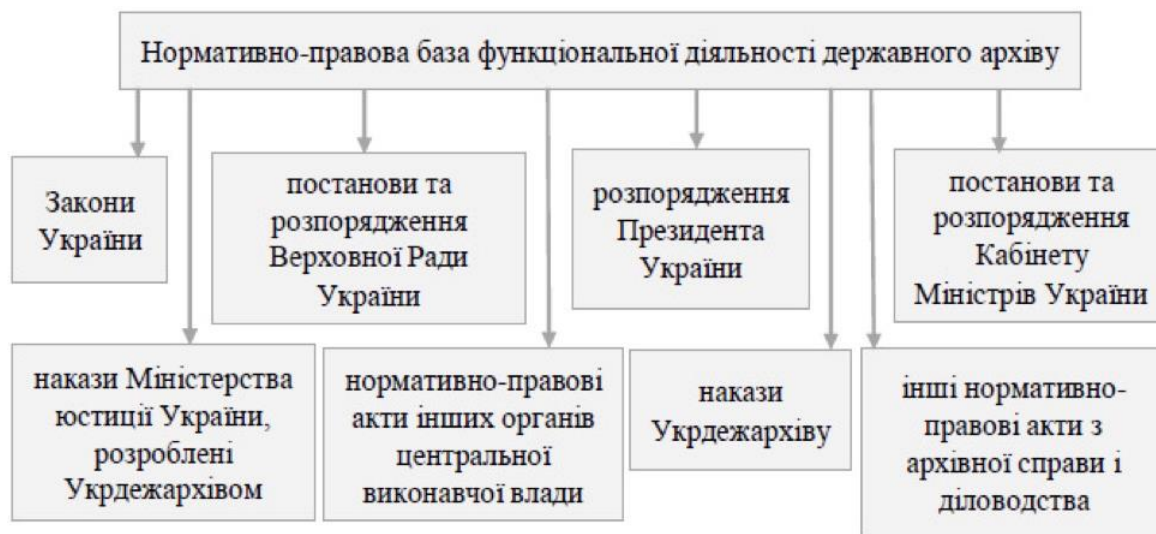 Нормативно-правова база функціональної діяльності державного архіву
Закони
України
постанови та
розпорядження
Верховної Ради
України
розпорядження
Президента
України
постанови та
розпорядження
Кабінету
Міністрів України
накази Міністерства
юстиції України,
розроблені
Укрдежархівом
нормативно-правові
акти інших органів
центральної
виконавчої влади
накази
Укрдежархіву
інші нормативно-
правові акти з
архівної справи і
діловодства